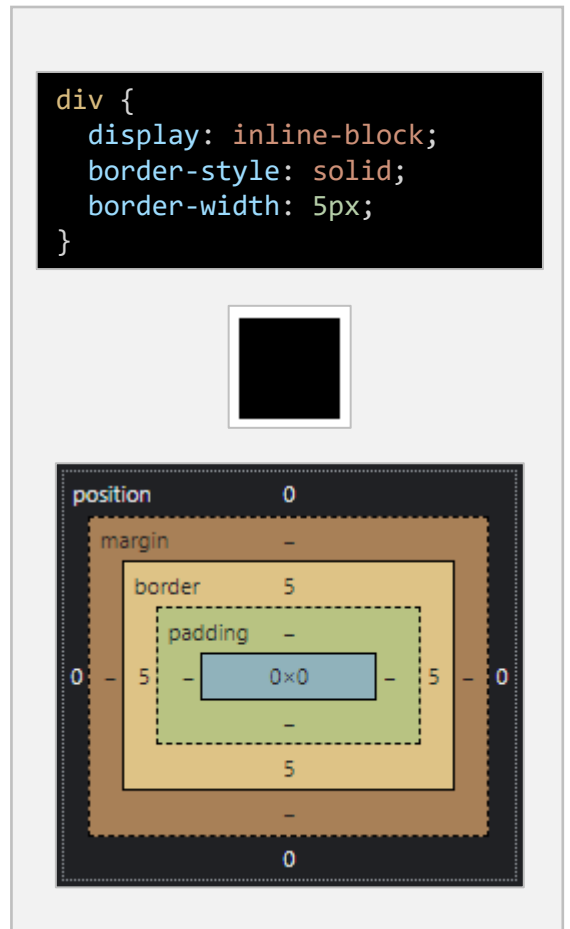 div {
  display: inline-block;
  border-style: solid;
  border-width: 5px;
}
position 0
margin –
border 5
padding –
0 – 5 – 0×0 – 5 – 0
–
5
–
0